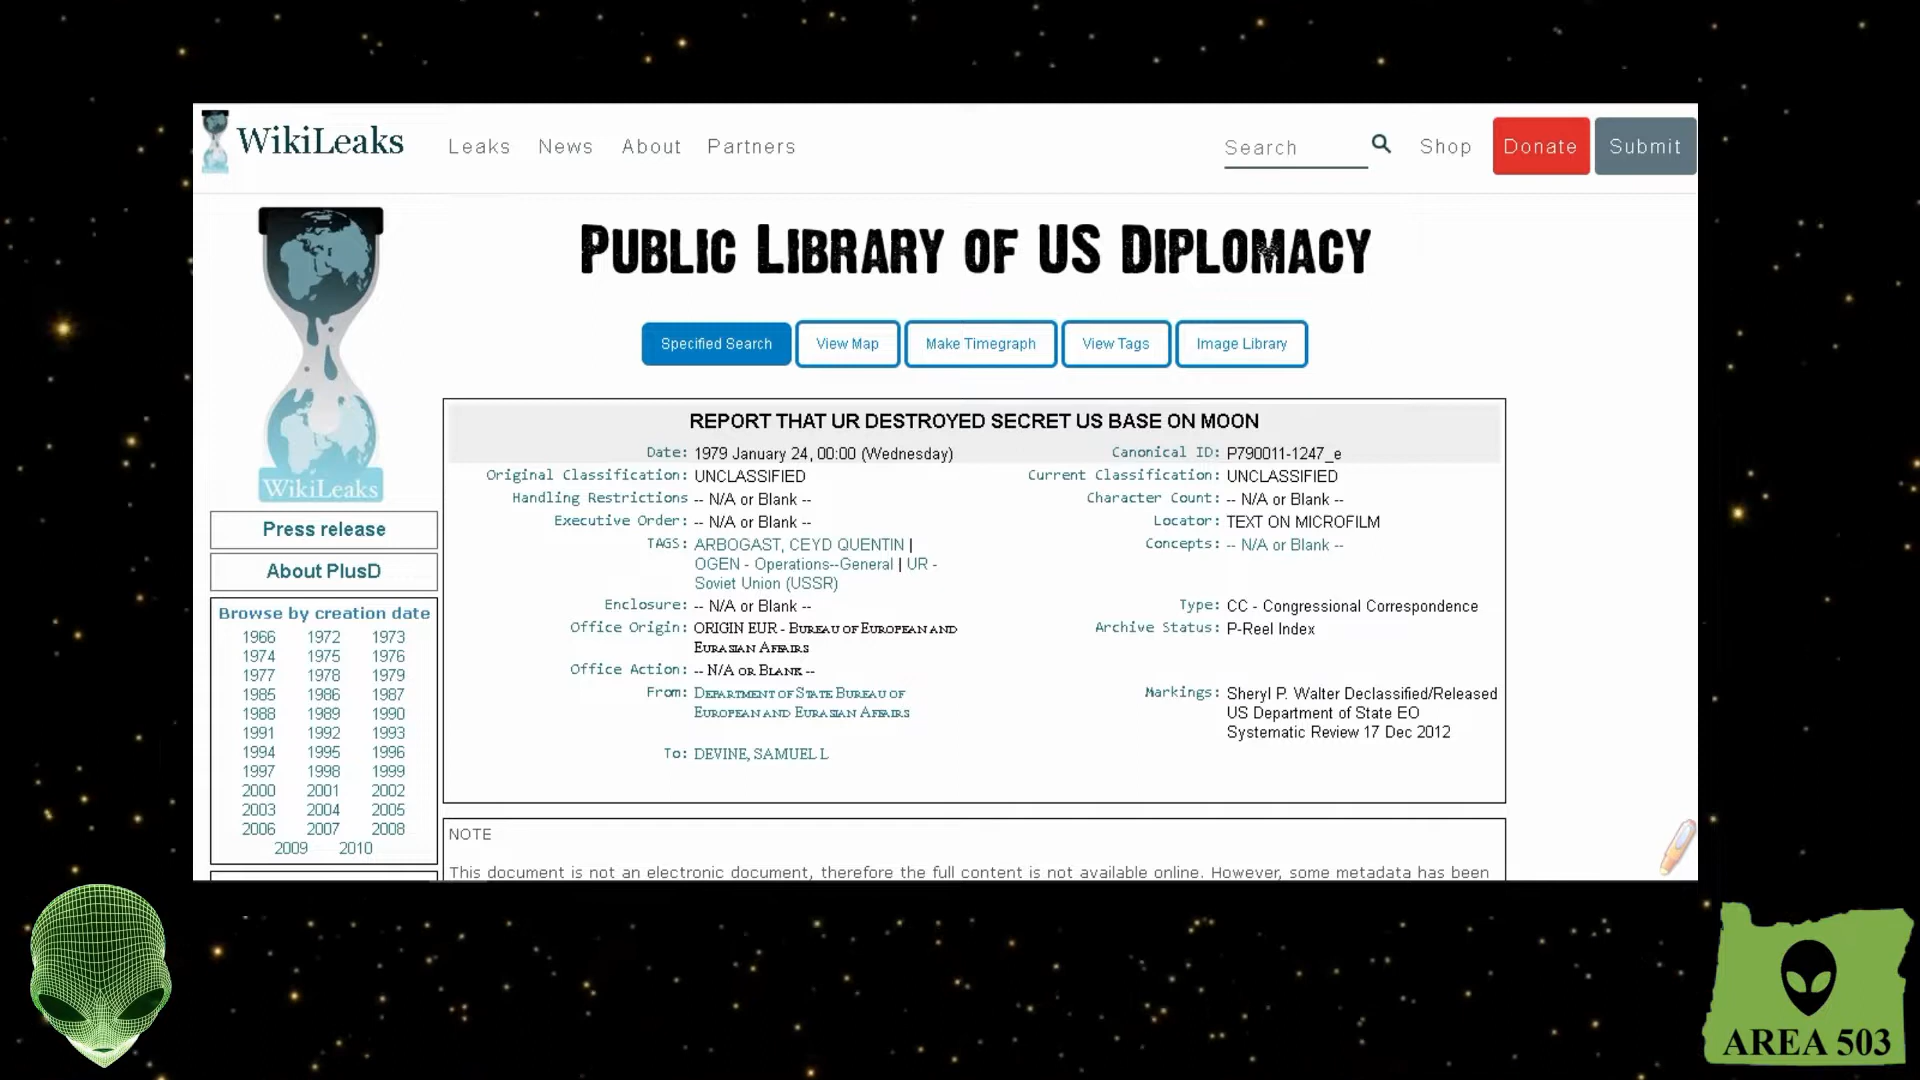 WikiLeaks
Leaks News About Partners
Search
Shop
Donate
Submit
PUBLIC LIBRARY OF US DIPLOMACY
Specified Search
View Map
Make Timegraph
View Tags
Image Library
WikiLeaks
Press release
About PlusD
Browse by creation date
1966 1972 1973
1974 1975 1976
1977 1978 1979
1985 1986 1987
1988 1989 1990
1991 1992 1993
1994 1995 1996
1997 1998 1999
2000 2001 2002
2003 2004 2005
2006 2007 2008
2009 2010
REPORT THAT UR DESTROYED SECRET US BASE ON MOON
Date: 1979 January 24, 00:00 (Wednesday) Canonical ID: P790011-1247_e
Original Classification: UNCLASSIFIED Current Classification: UNCLASSIFIED
Handling Restrictions -- N/A or Blank -- Character Count: -- N/A or Blank --
Executive Order: -- N/A or Blank -- Locator: TEXT ON MICROFILM
TAGS: ARBOGAST, CEYD QUENTIN | Concepts: -- N/A or Blank --
OGEN - Operations--General | UR -
Soviet Union (USSR)
Enclosure: -- N/A or Blank -- Type: CC - Congressional Correspondence
Office Origin: ORIGIN EUR - BUREAU OF EUROPEAN AND Archive Status: P-Reel Index
EURASIAN AFFAIRS
Office Action: -- N/A OR BLANK --
From: DEPARTMENT OF STATE BUREAU OF Markings: Sheryl P. Walter Declassified/Released
EUROPEAN AND EURASIAN AFFAIRS US Department of State EO
Systematic Review 17 Dec 2012
To: DEVINE, SAMUEL L
NOTE
This document is not an electronic document, therefore the full content is not available online. However, some metadata has been
AREA 503